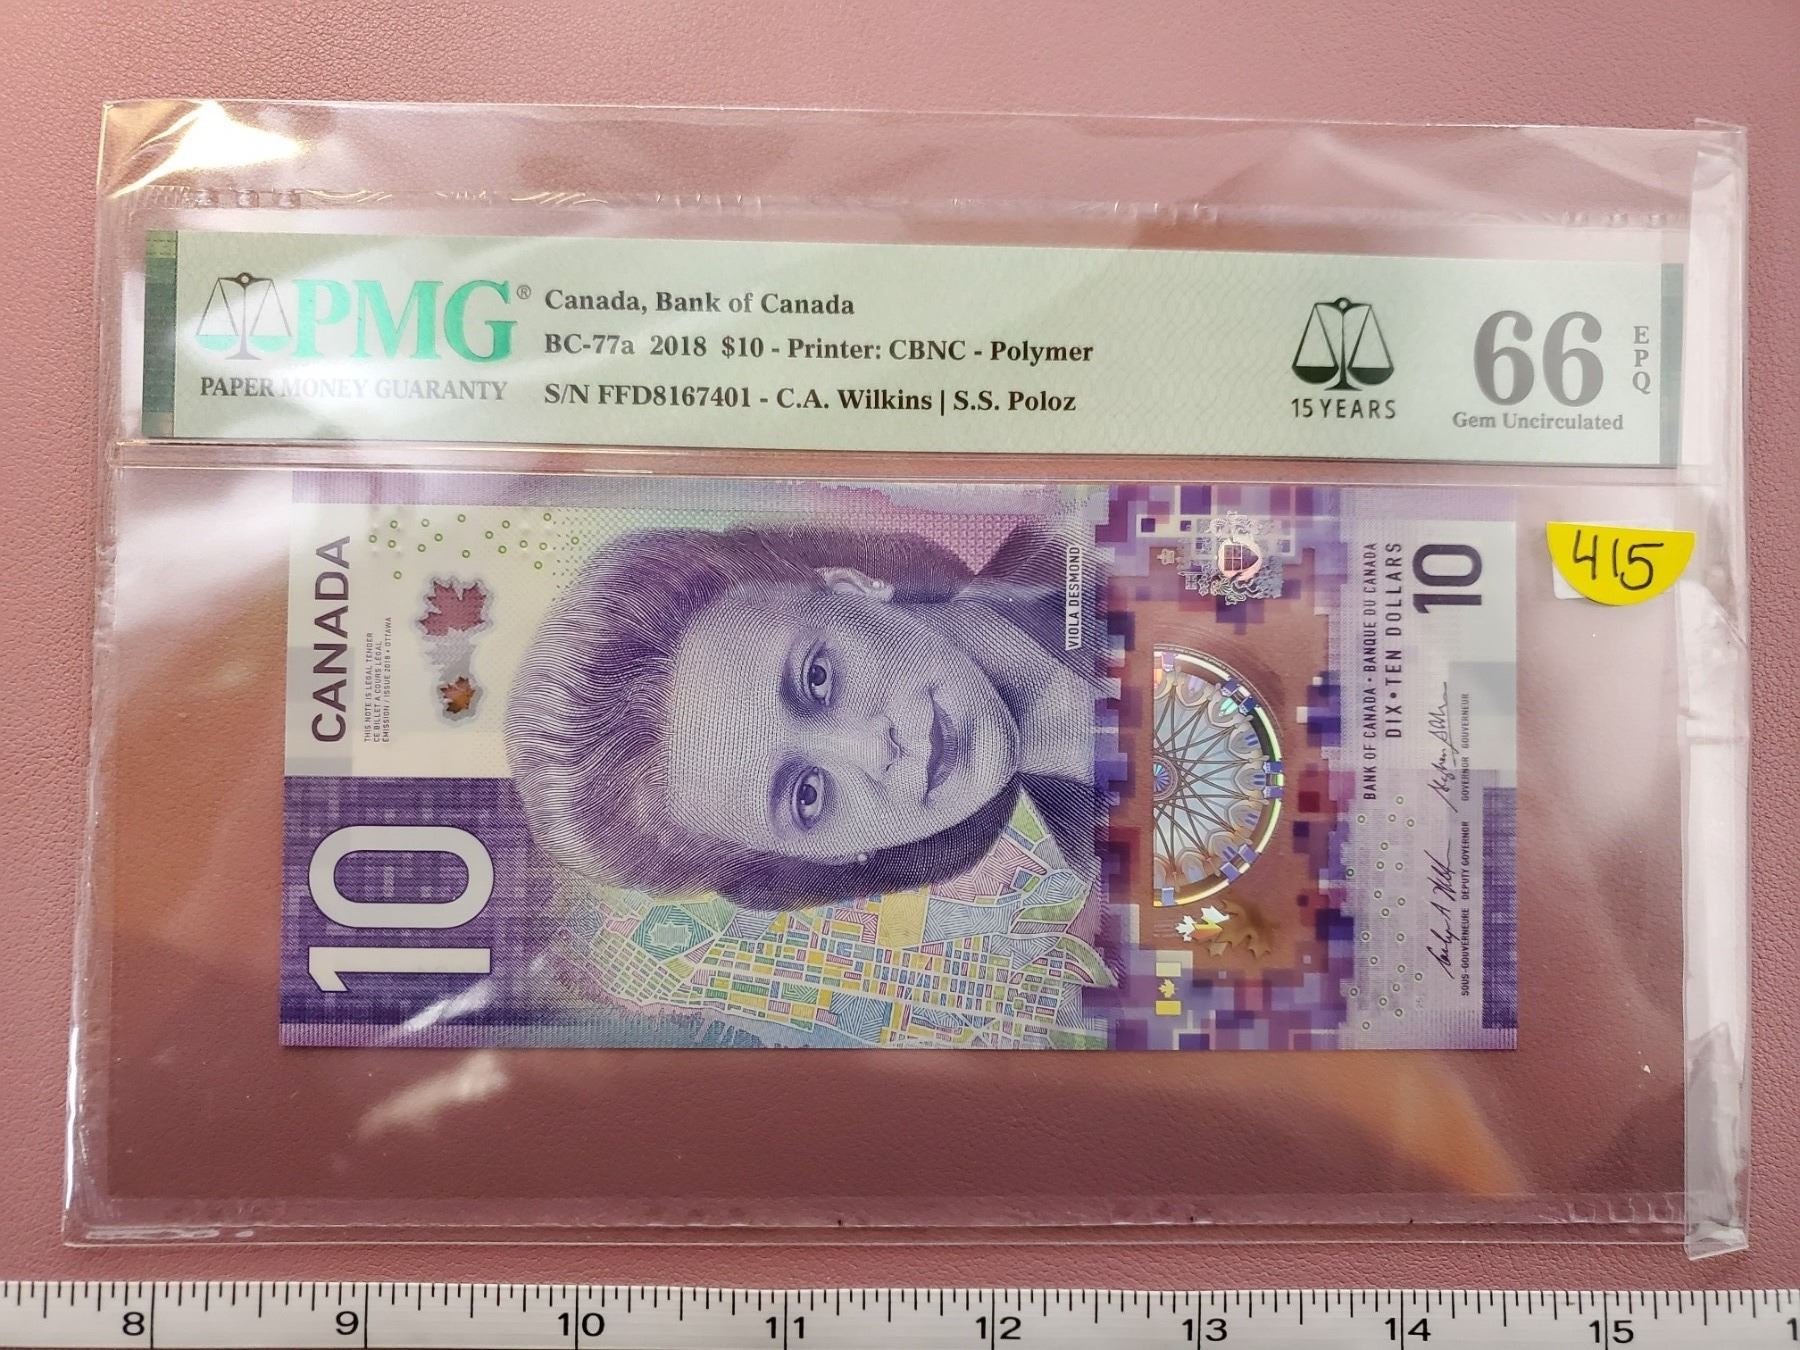 PMG®
PAPER MONEY GUARANTY
Canada, Bank of Canada
BC-77a 2018 $10 - Printer: CBNC - Polymer
S/N FFD8167401 - C.A. Wilkins | S.S. Poloz
15 YEARS
66
EPQ
Gem Uncirculated
415
CANADA
THIS NOTE IS LEGAL TENDER
CE BILLET A COURS LÉGAL
ÉMISSION / ISSUE 2018 • OTTAWA
10
VIOLA DESMOND
BANK OF CANADA • BANQUE DU CANADA
DIX • TEN DOLLARS
10
SOUS-GOUVERNEURE DEPUTY GOVERNOR
GOVERNOR GOUVERNEUR
8 9 10 11 12 13 14 15